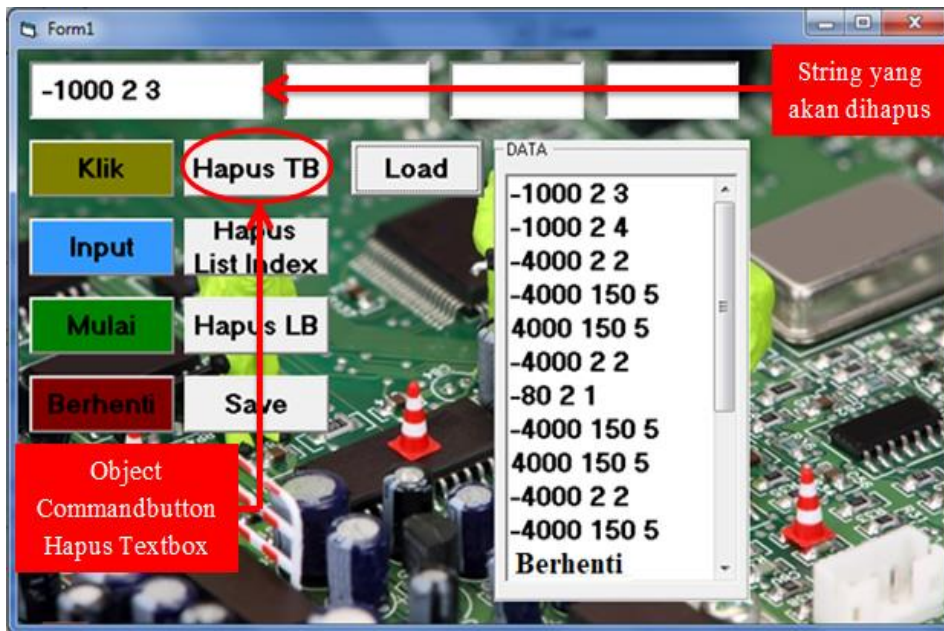 Form1
-1000 2 3
String yang
akan dihapus
Klik
Hapus TB
Load
Input
Hapus
List Index
Mulai
Hapus LB
Berhenti
Save
DATA
-1000 2 3
-1000 2 4
-4000 2 2
-4000 150 5
4000 150 5
-4000 2 2
-80 2 1
-4000 150 5
4000 150 5
-4000 2 2
-4000 150 5
Berhenti
Object
Commandbutton
Hapus Textbox